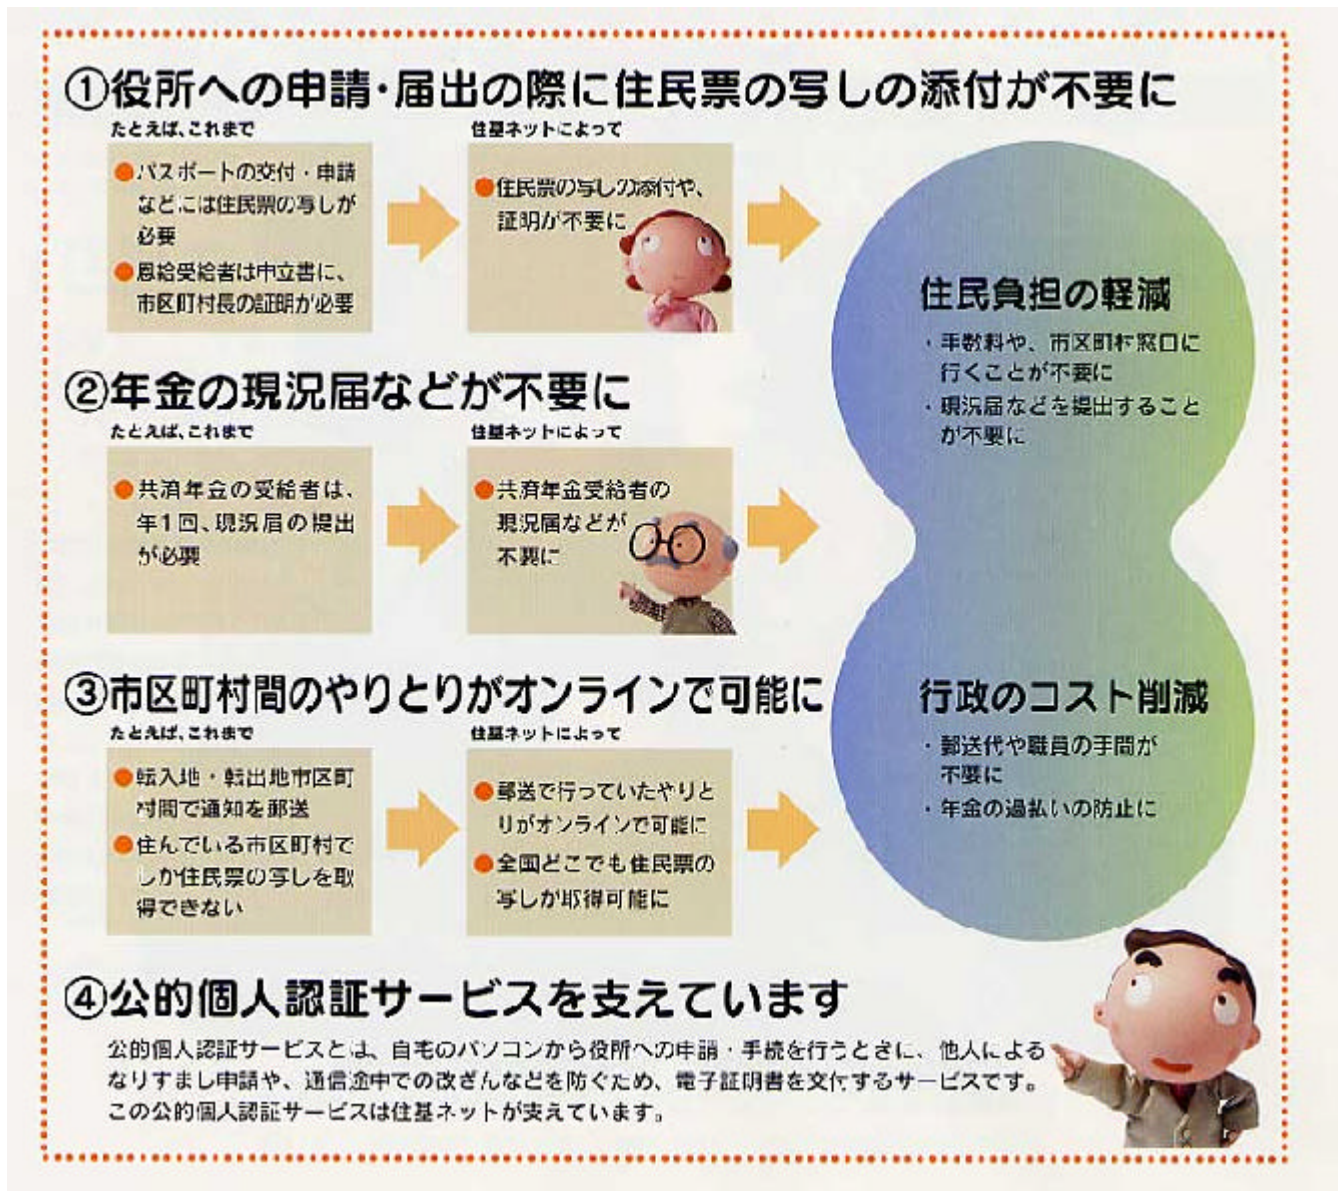 ①役所への申請・届出の際に住民票の写しの添付が不要に
たとえば、これまで
●パスポートの交付・申請
などには住民票の写しが
必要
●恩給受給者は申立書に、
市区町村長の証明が必要
住基ネットによって
●住民票の写しの添付や、
証明が不要に
②年金の現況届などが不要に
たとえば、これまで
●共済年金の受給者は、
年1回、現況届の提出
が必要
住基ネットによって
●共済年金受給者の
現況届などが
不要に
③市区町村間のやりとりがオンラインで可能に
たとえば、これまで
●転入地・転出地市区町
村間で通知を郵送
●住んでいる市区町村で
しか住民票の写しを取
得できない
住基ネットによって
●郵送で行っていたやりと
りがオンラインで可能に
●全国どこでも住民票の
写しが取得可能に
住民負担の軽減
・手数料や、市区町村窓口に
行くことが不要に
・現況届などを提出すること
が不要に
行政のコスト削減
・郵送代や職員の手間が
不要に
・年金の過払いの防止に
④公的個人認証サービスを支えています
公的個人認証サービスとは、自宅のパソコンから役所への申請・手続を行うときに、他人による
なりすまし申請や、通信途中での改ざんなどを防ぐため、電子証明書を交付するサービスです。
この公的個人認証サービスは住基ネットが支えています。